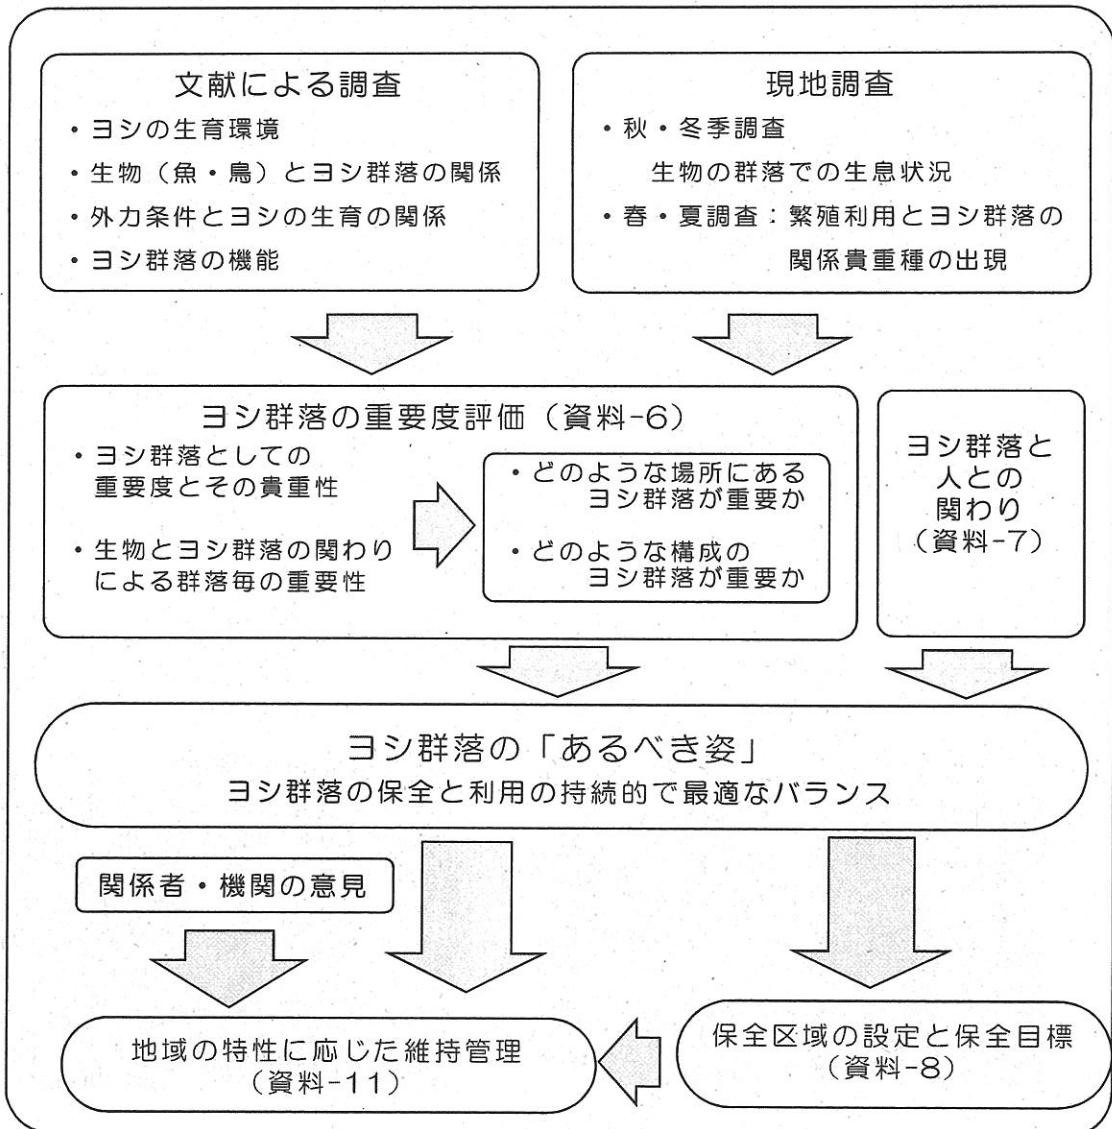 文献による調査
・ヨシの生育環境
・生物（魚・鳥）とヨシ群落の関係
・外力条件とヨシの生育の関係
・ヨシ群落の機能
現地調査
・秋・冬季調査
生物の群落での生息状況
・春・夏調査：繁殖利用とヨシ群落の
関係貴重種の出現
ヨシ群落の重要度評価（資料-6）
・ヨシ群落としての
重要度とその貴重性
・生物とヨシ群落の関わり
による群落毎の重要性
・どのような場所にある
ヨシ群落が重要か
・どのような構成の
ヨシ群落が重要か
ヨシ群落と
人との
関わり
（資料-7）
ヨシ群落の「あるべき姿」
ヨシ群落の保全と利用の持続的で最適なバランス
関係者・機関の意見
地域の特性に応じた維持管理
（資料-11）
保全区域の設定と保全目標
（資料-8）